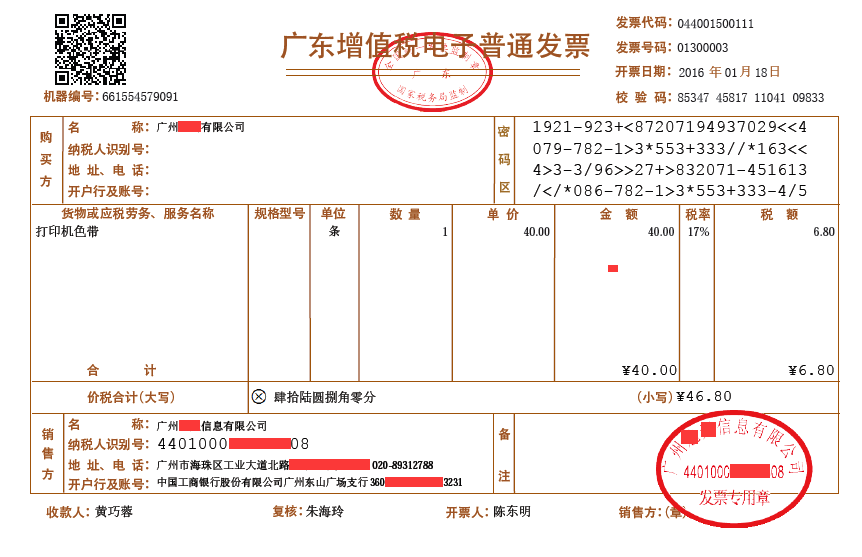 广东增值税电子普通发票
发票代码：044001500111
发票号码：01300003
开票日期：2016 年 01 月 18 日
校 验 码：85347 45817 11041 09833
机器编号：661554579091
广 东
国家税务局监制
购买方
名 称：广州 有限公司
纳税人识别号：
地 址、电 话：
开户行及账号：
密码区
1921-923+<87207194937029<<4
079-782-1>3*553+333//*163<<
4>3-3/96>>27+>832071-451613
/</*086-782-1>3*553+333-4/5
货物或应税劳务、服务名称 规格型号 单位 数 量 单 价 金 额 税率 税 额
打印机色带 条 1 40.00 40.00 17% 6.80
合 计 ¥40.00 ¥6.80
价税合计(大写) ⊗ 肆拾陆圆捌角零分 (小写) ¥46.80
销售方
名 称：广州 信息有限公司
纳税人识别号：4401000 08
地 址、电 话：广州市海珠区工业大道北路 020-89312788
开户行及账号：中国工商银行股份有限公司广州东山广场支行 360 3231
备注
广州 信息有限公司
4401000 08
发票专用章
收款人：黄巧蓉 复核：朱海玲 开票人：陈东明 销售方：(章)